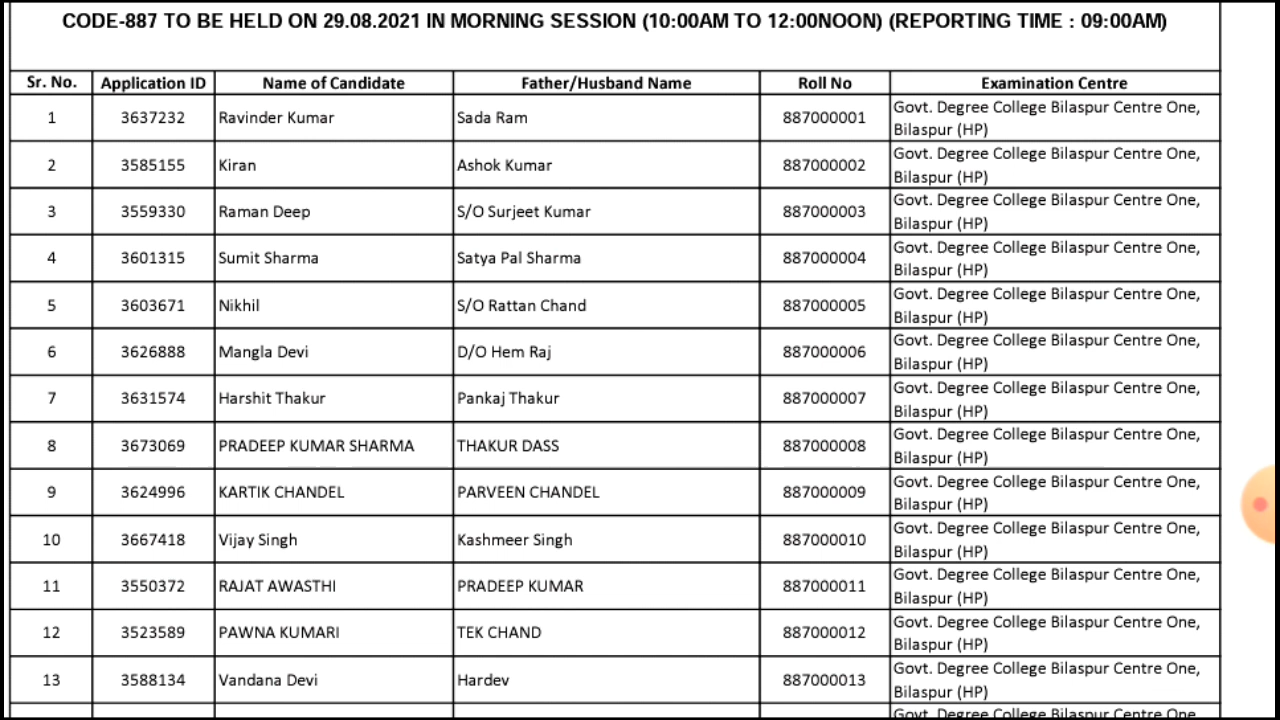 CODE-887 TO BE HELD ON 29.08.2021 IN MORNING SESSION (10:00AM TO 12:00NOON) (REPORTING TIME : 09:00AM)
Sr. No. Application ID Name of Candidate Father/Husband Name Roll No Examination Centre
1 3637232 Ravinder Kumar Sada Ram 887000001 Govt. Degree College Bilaspur Centre One,
Bilaspur (HP)
2 3585155 Kiran Ashok Kumar 887000002 Govt. Degree College Bilaspur Centre One,
Bilaspur (HP)
3 3559330 Raman Deep S/O Surjeet Kumar 887000003 Govt. Degree College Bilaspur Centre One,
Bilaspur (HP)
4 3601315 Sumit Sharma Satya Pal Sharma 887000004 Govt. Degree College Bilaspur Centre One,
Bilaspur (HP)
5 3603671 Nikhil S/O Rattan Chand 887000005 Govt. Degree College Bilaspur Centre One,
Bilaspur (HP)
6 3626888 Mangla Devi D/O Hem Raj 887000006 Govt. Degree College Bilaspur Centre One,
Bilaspur (HP)
7 3631574 Harshit Thakur Pankaj Thakur 887000007 Govt. Degree College Bilaspur Centre One,
Bilaspur (HP)
8 3673069 PRADEEP KUMAR SHARMA THAKUR DASS 887000008 Govt. Degree College Bilaspur Centre One,
Bilaspur (HP)
9 3624996 KARTIK CHANDEL PARVEEN CHANDEL 887000009 Govt. Degree College Bilaspur Centre One,
Bilaspur (HP)
10 3667418 Vijay Singh Kashmeer Singh 887000010 Govt. Degree College Bilaspur Centre One,
Bilaspur (HP)
11 3550372 RAJAT AWASTHI PRADEEP KUMAR 887000011 Govt. Degree College Bilaspur Centre One,
Bilaspur (HP)
12 3523589 PAWNA KUMARI TEK CHAND 887000012 Govt. Degree College Bilaspur Centre One,
Bilaspur (HP)
13 3588134 Vandana Devi Hardev 887000013 Govt. Degree College Bilaspur Centre One,
Bilaspur (HP)
Govt. Degree College Bilaspur Centre One,